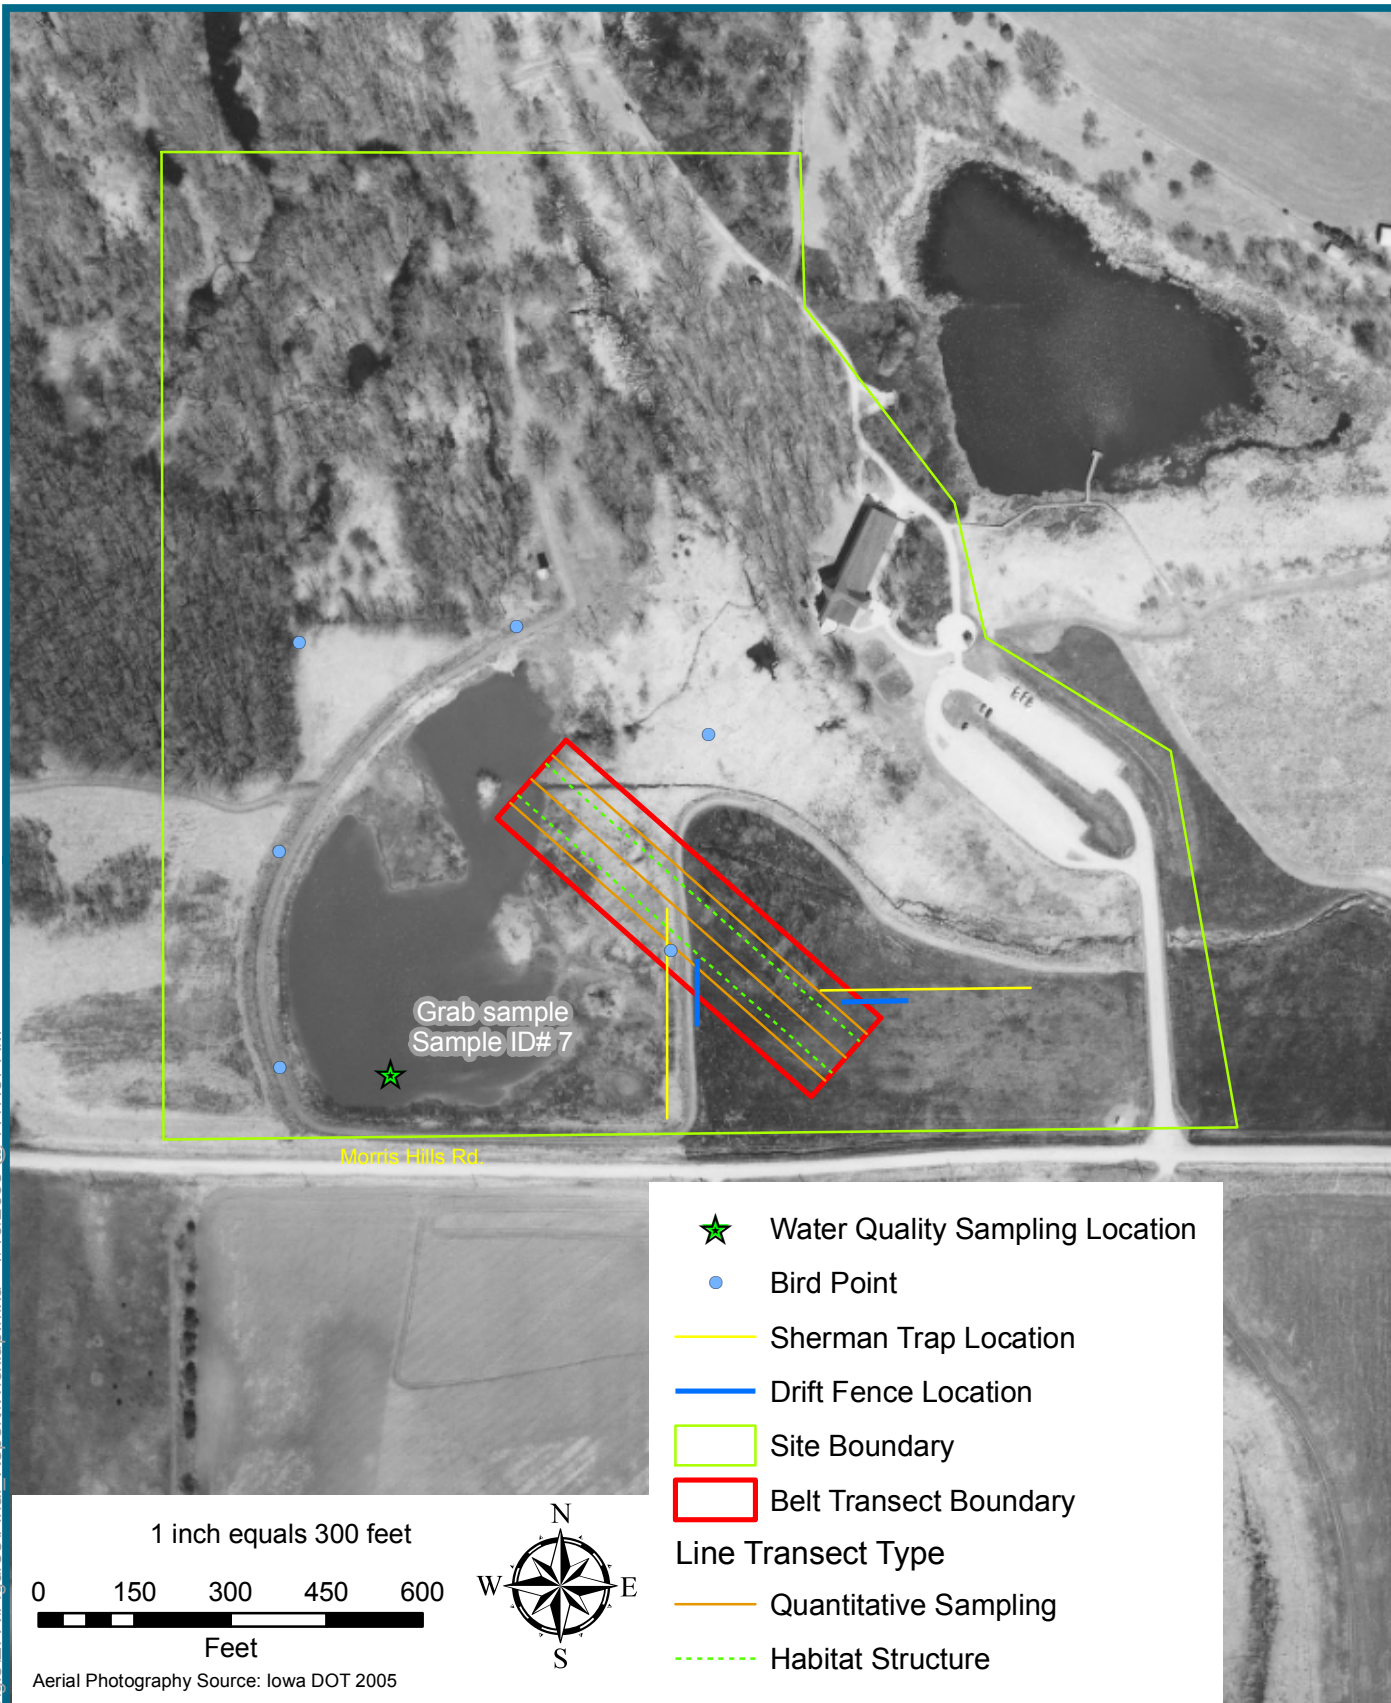 Grab sample
Sample ID# 7
Morris Hills Rd.
Water Quality Sampling Location
Bird Point
Sherman Trap Location
Drift Fence Location
Site Boundary
Belt Transect Boundary
Line Transect Type
Quantitative Sampling
Habitat Structure
1 inch equals 300 feet
0 150 300 450 600
Feet
N
W E
S
Aerial Photography Source: Iowa DOT 2005